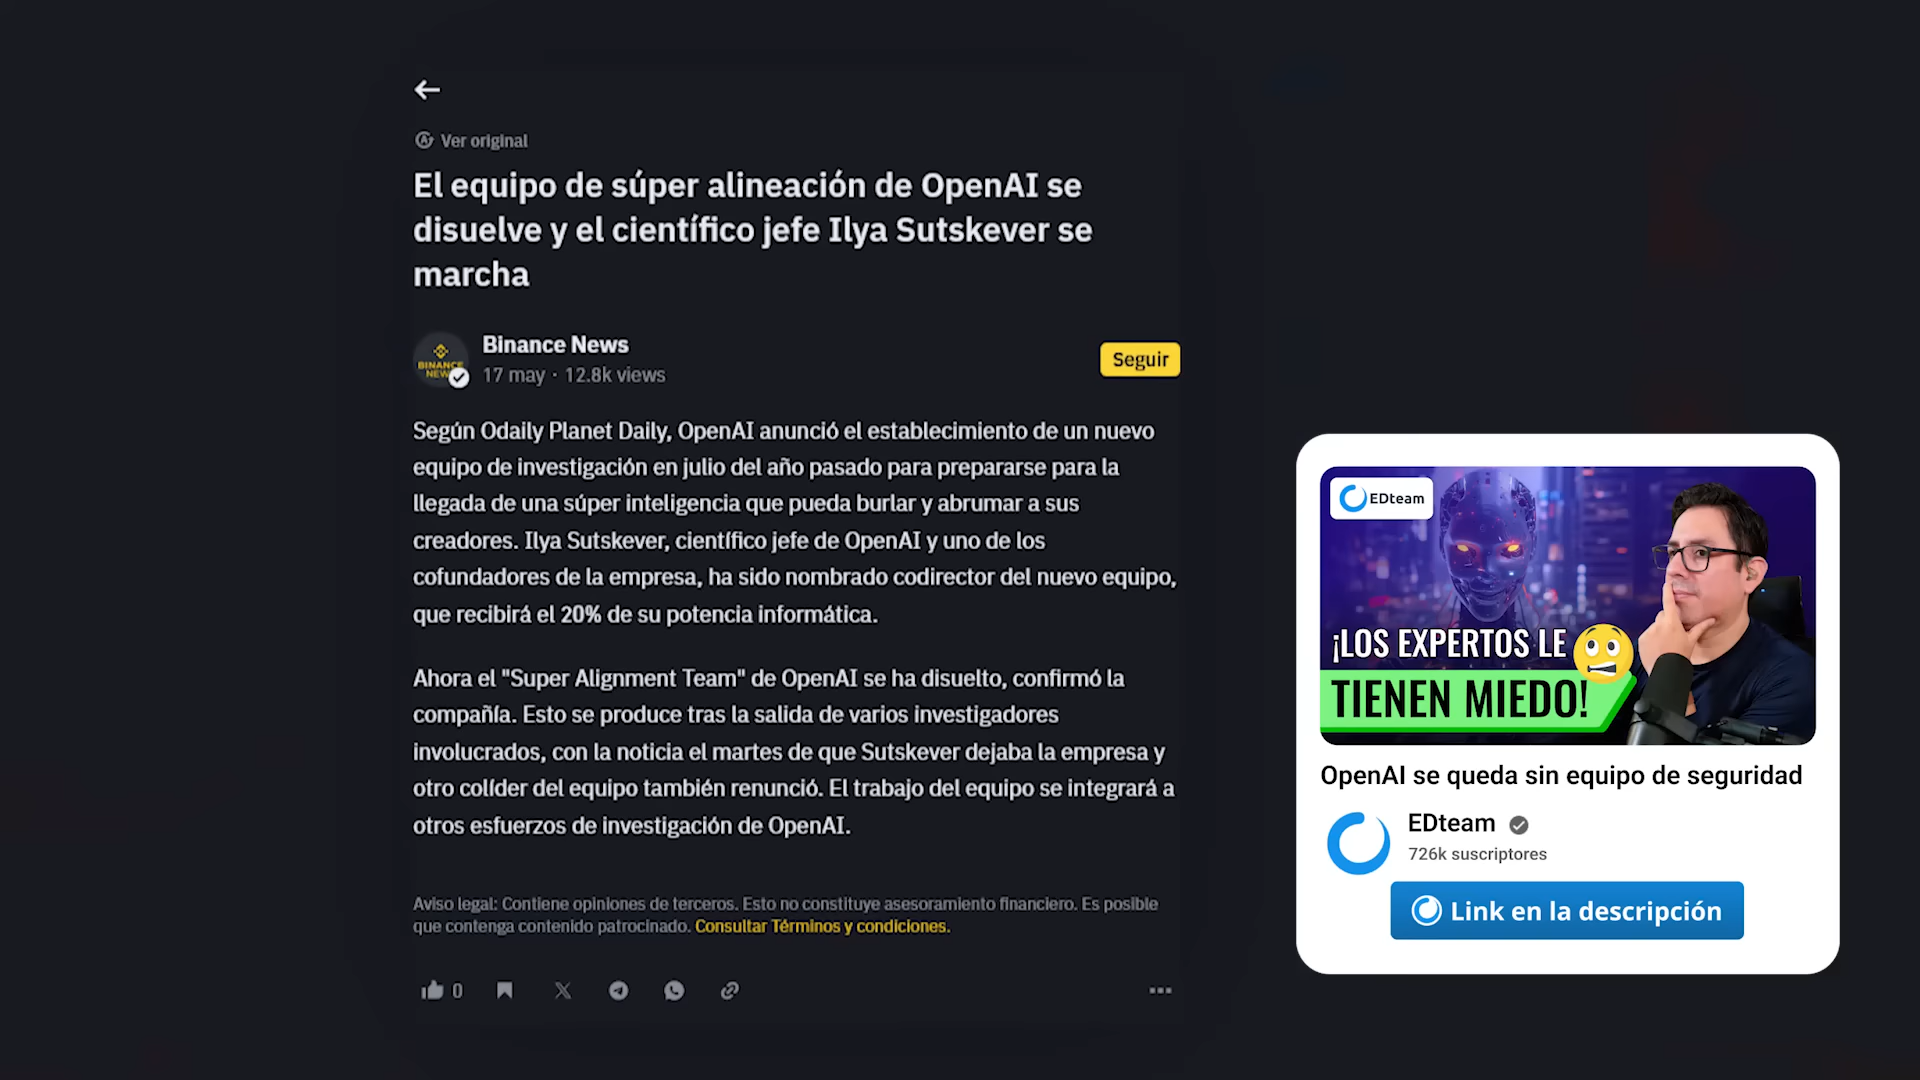 Ver original
El equipo de súper alineación de OpenAI se
disuelve y el científico jefe Ilya Sutskever se
marcha
BINANCE
NEWS
Binance News
17 may · 12.8k views
Seguir
Según Odaily Planet Daily, OpenAI anunció el establecimiento de un nuevo
equipo de investigación en julio del año pasado para prepararse para la
llegada de una súper inteligencia que pueda burlar y abrumar a sus
creadores. Ilya Sutskever, científico jefe de OpenAI y uno de los
cofundadores de la empresa, ha sido nombrado codirector del nuevo equipo,
que recibirá el 20% de su potencia informática.
Ahora el "Super Alignment Team" de OpenAI se ha disuelto, confirmó la
compañía. Esto se produce tras la salida de varios investigadores
involucrados, con la noticia el martes de que Sutskever dejaba la empresa y
otro colíder del equipo también renunció. El trabajo del equipo se integrará a
otros esfuerzos de investigación de OpenAI.
Aviso legal: Contiene opiniones de terceros. Esto no constituye asesoramiento financiero. Es posible
que contenga contenido patrocinado. Consultar Términos y condiciones.
0
EDteam
¡LOS EXPERTOS LE
TIENEN MIEDO!
OpenAI se queda sin equipo de seguridad
EDteam
726k suscriptores
Link en la descripción